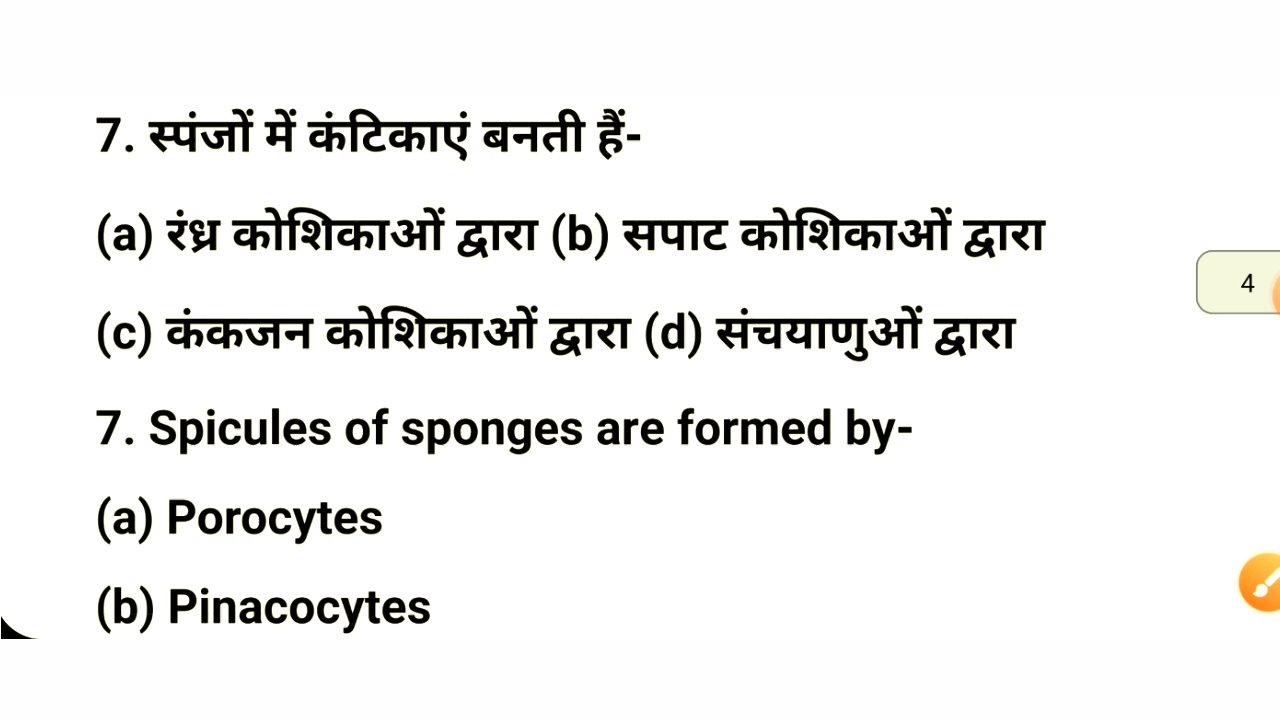 7. स्पंजों में कंटिकाएं बनती हैं-
(a) रंध्र कोशिकाओं द्वारा (b) सपाट कोशिकाओं द्वारा
4
(c) कंकजन कोशिकाओं द्वारा (d) संचयाणुओं द्वारा
7. Spicules of sponges are formed by-
(a) Porocytes
(b) Pinacocytes